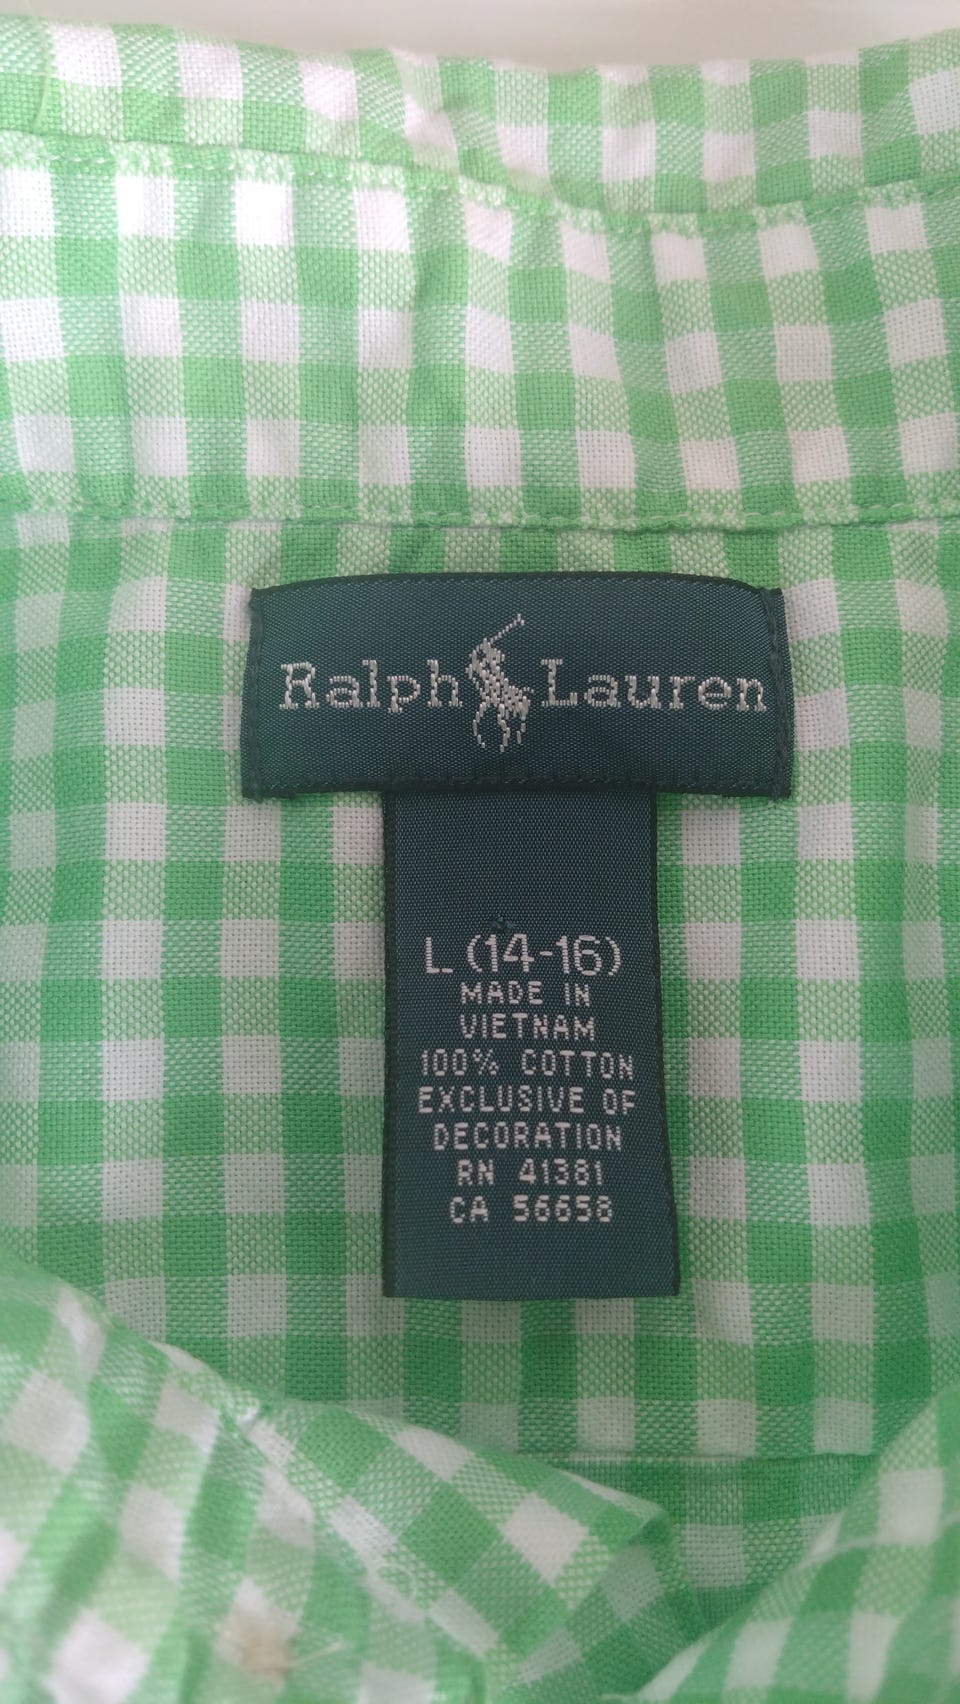 Ralph Lauren
L (14-16)
MADE IN
VIETNAM
100% COTTON
EXCLUSIVE OF
DECORATION
RN 41381
CA 56658